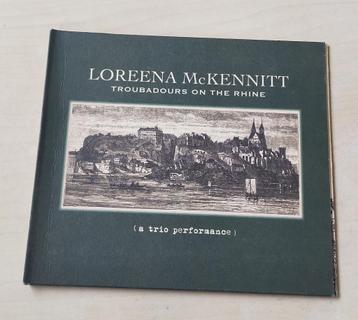 LOREENA McKENNITT
TROUBADOURS ON THE RHINE
(a trio performance)